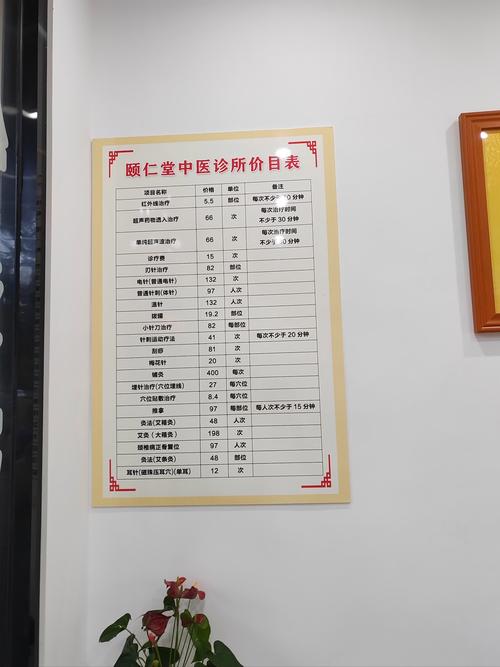 颐仁堂中医诊所价目表
项目名称 价格 单位 备注
红外线治疗 5.5 部位 每次不少于 0 分钟
超声药物透入治疗 66 次 每次治疗时间
不少于 30 分钟
单纯超声波治疗 66 次 每次治疗时间
不少于 0 分钟
诊疗费 15 次
刃针治疗 82 部位
电针(普通电针) 132 次
普通针刺(体针) 97 人次
温针 132 人次
拔罐 19.2 部位
小针刀治疗 82 每部位
针刺运动疗法 41 次 每次不少于 20 分钟
刮痧 81 次
梅花针 20 次
铺灸 400 每次
埋针治疗(穴位埋线) 27 每穴位
穴位贴敷治疗 8.4 每穴位
推拿 97 每部位 每人次不少于 15 分钟
灸法(艾箱灸) 48 人次
艾灸(大箱灸) 198 次
颈椎病正骨复位 97 人次
灸法(艾条灸) 48 部位
耳针(磁珠压耳穴)(单耳) 12 次